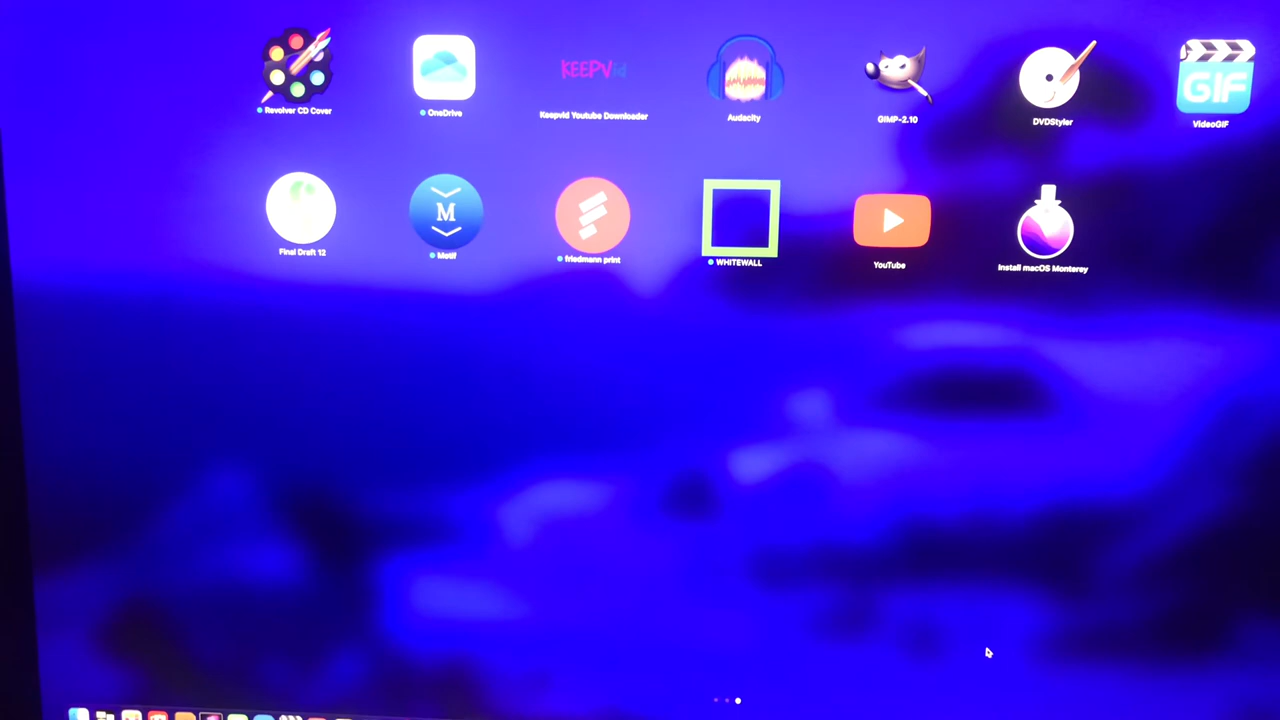 KEEPVid
GIF
Revolver CD Cover
OneDrive
Keepvid Youtube Downloader
Audacity
GIMP-2.10
DVDStyler
VideoGIF
M
Final Draft 12
Motif
friedmann print
WHITEWALL
YouTube
Install macOS Monterey